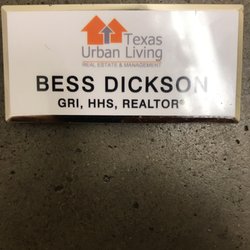 Texas
Urban Living
REAL ESTATE & MANAGEMENT
BESS DICKSON
GRI, HHS, REALTOR®